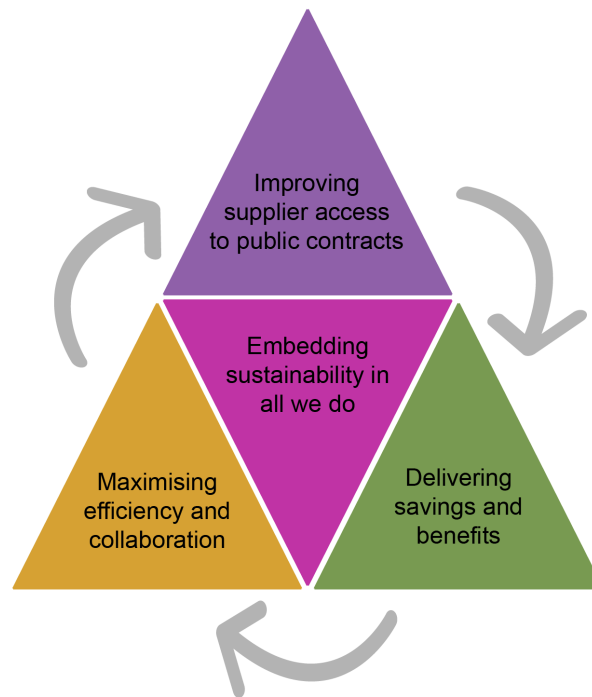 Improving
supplier access
to public contracts
Embedding
sustainability in
all we do
Maximising
efficiency and
collaboration
Delivering
savings and
benefits